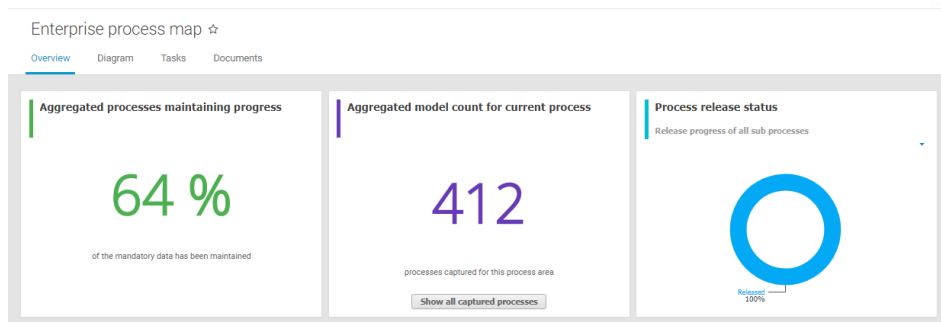 Enterprise process map
Overview Diagram Tasks Documents
Aggregated processes maintaining progress
64 %
of the mandatory data has been maintained
Aggregated model count for current process
412
processes captured for this process area
Show all captured processes
Process release status
Release progress of all sub processes
Released
100%